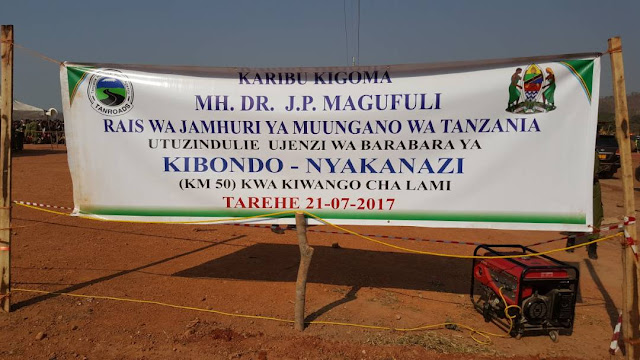 KARIBU KIGOMA
MH. DR. J.P. MAGUFULI
RAIS WA JAMHURI YA MUUNGANO WA TANZANIA
UTUZINDULIE UJENZI WA BARABARA YA
KIBONDO - NYAKANAZI
(KM 50) KWA KIWANGO CHA LAMI
TAREHE 21-07-2017
TANROADS